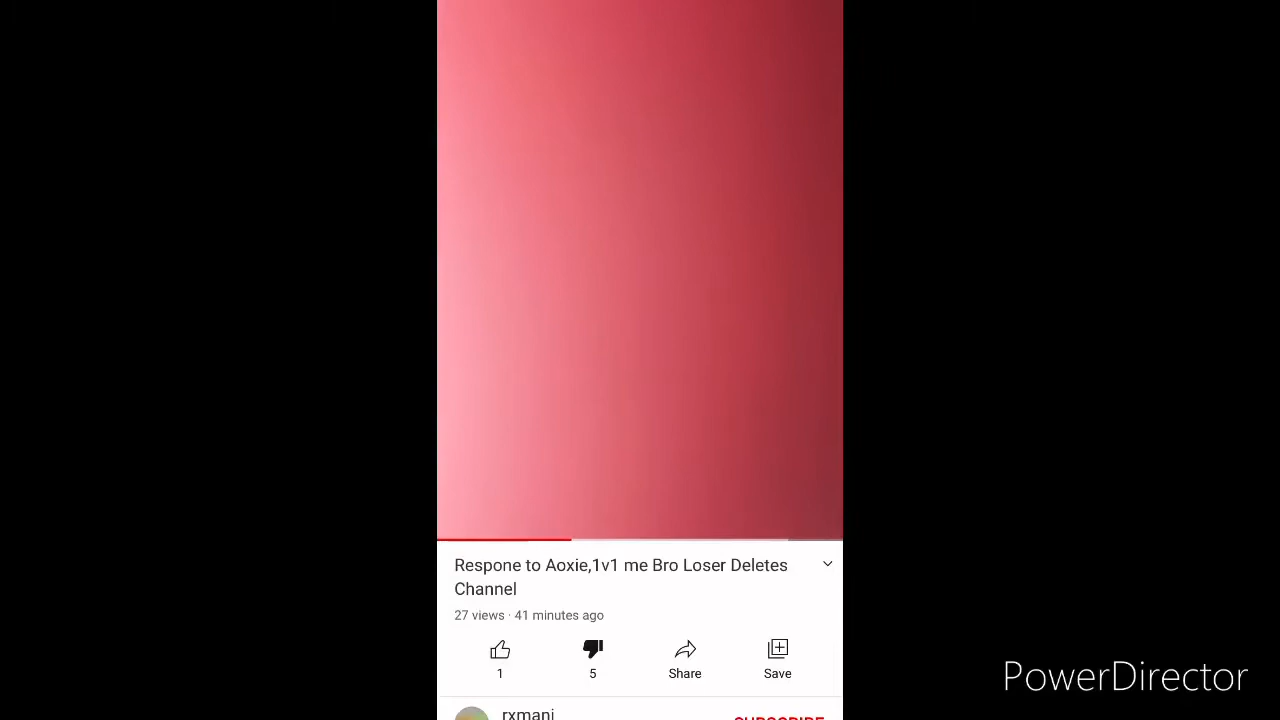 Respone to Aoxie,1v1 me Bro Loser Deletes
Channel
27 views · 41 minutes ago
1
5
Share
Save
rxmani
SUBSCRIBE
PowerDirector